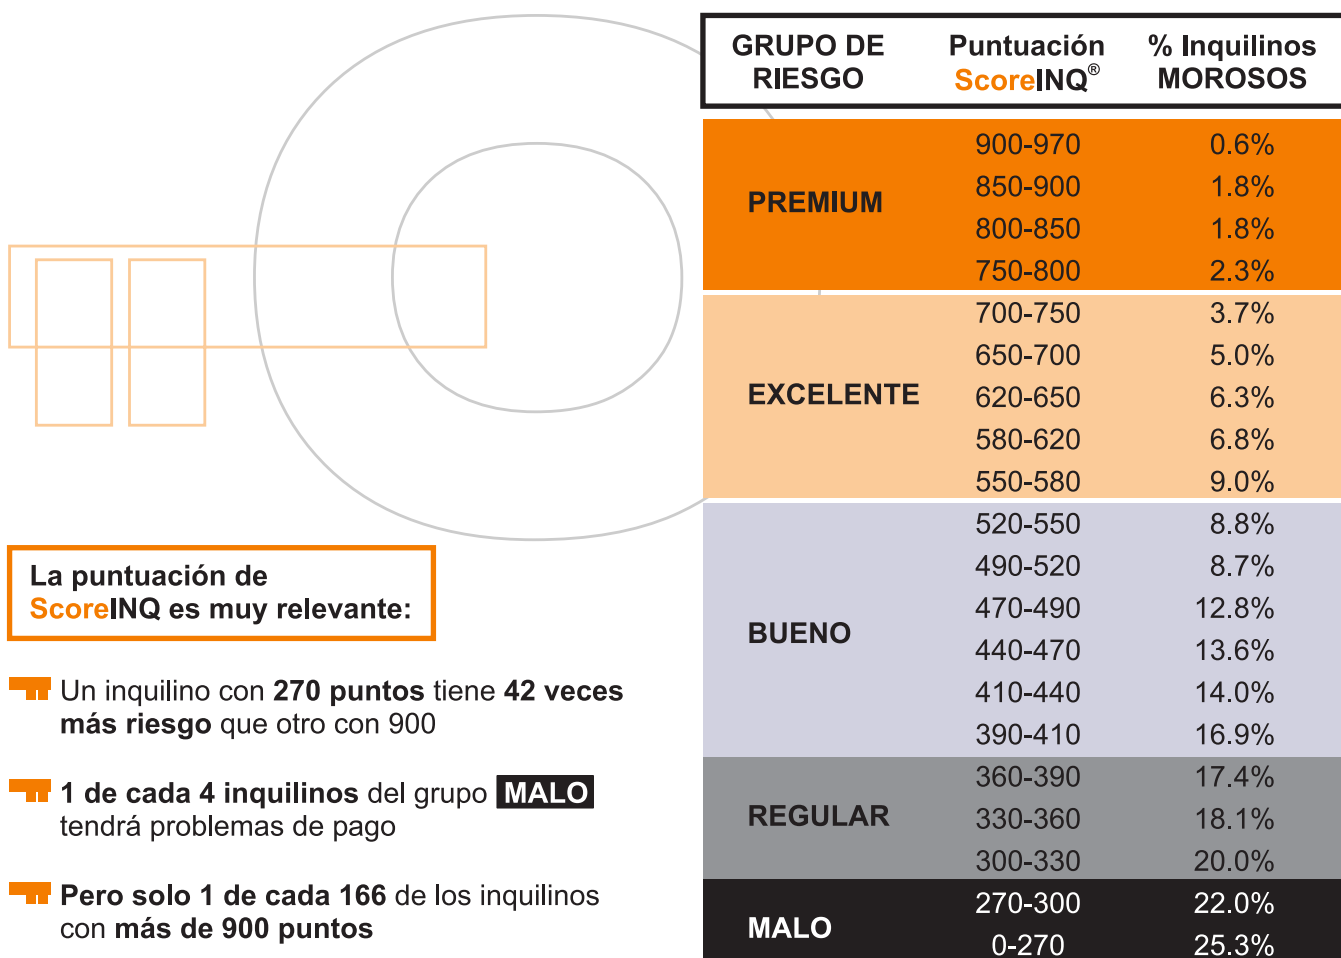 La puntuación de
ScoreINQ es muy relevante:
Un inquilino con 270 puntos tiene 42 veces
más riesgo que otro con 900
1 de cada 4 inquilinos del grupo MALO
tendrá problemas de pago
Pero solo 1 de cada 166 de los inquilinos
con más de 900 puntos
GRUPO DE RIESGO Puntuación ScoreINQ® % Inquilinos MOROSOS
PREMIUM
900-970 0.6%
850-900 1.8%
800-850 1.8%
750-800 2.3%
EXCELENTE
700-750 3.7%
650-700 5.0%
620-650 6.3%
580-620 6.8%
550-580 9.0%
BUENO
520-550 8.8%
490-520 8.7%
470-490 12.8%
440-470 13.6%
410-440 14.0%
390-410 16.9%
REGULAR
360-390 17.4%
330-360 18.1%
300-330 20.0%
MALO
270-300 22.0%
0-270 25.3%